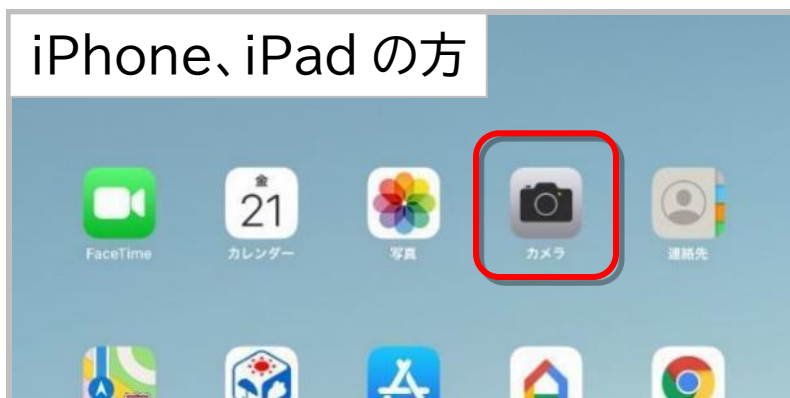 iPhone、iPad の方
金
21
FaceTime
カレンダー
写真
カメラ
連絡先